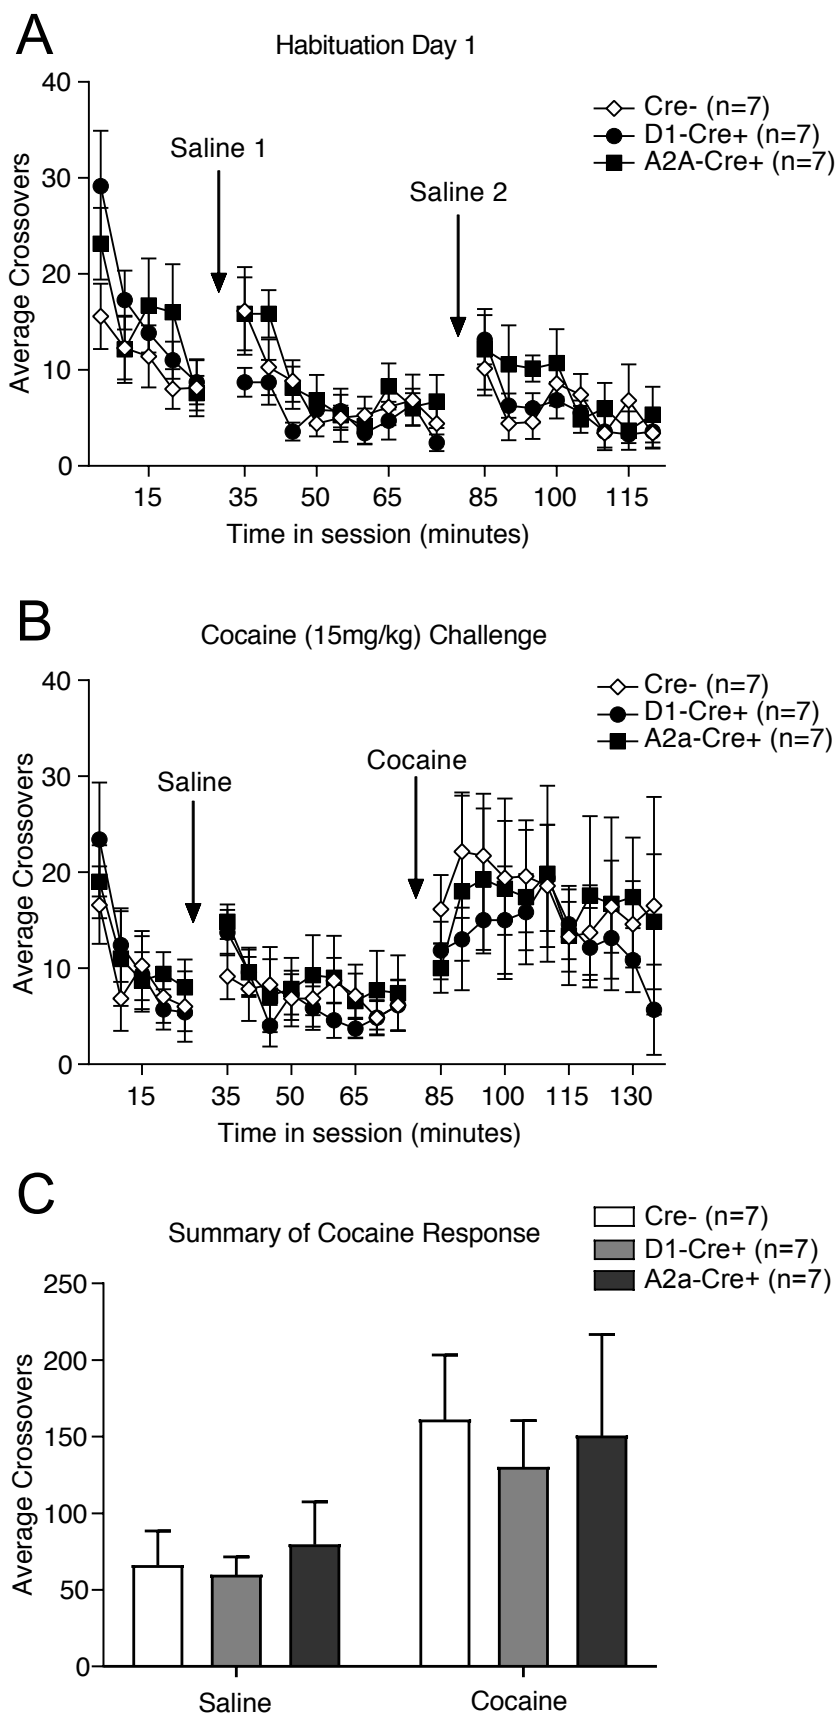 A
Habituation Day 1
Cre- (n=7)
D1-Cre+ (n=7)
A2A-Cre+ (n=7)
Saline 1
Saline 2
Average Crossovers
40
30
20
10
0
15 35 50 65 85 100 115
Time in session (minutes)
B
Cocaine (15mg/kg) Challenge
Cre- (n=7)
D1-Cre+ (n=7)
A2a-Cre+ (n=7)
Saline
Cocaine
Average Crossovers
40
30
20
10
0
15 35 50 65 85 100 115 130
Time in session (minutes)
C
Summary of Cocaine Response
Cre- (n=7)
D1-Cre+ (n=7)
A2a-Cre+ (n=7)
Average Crossovers
250
200
150
100
50
0
Saline Cocaine